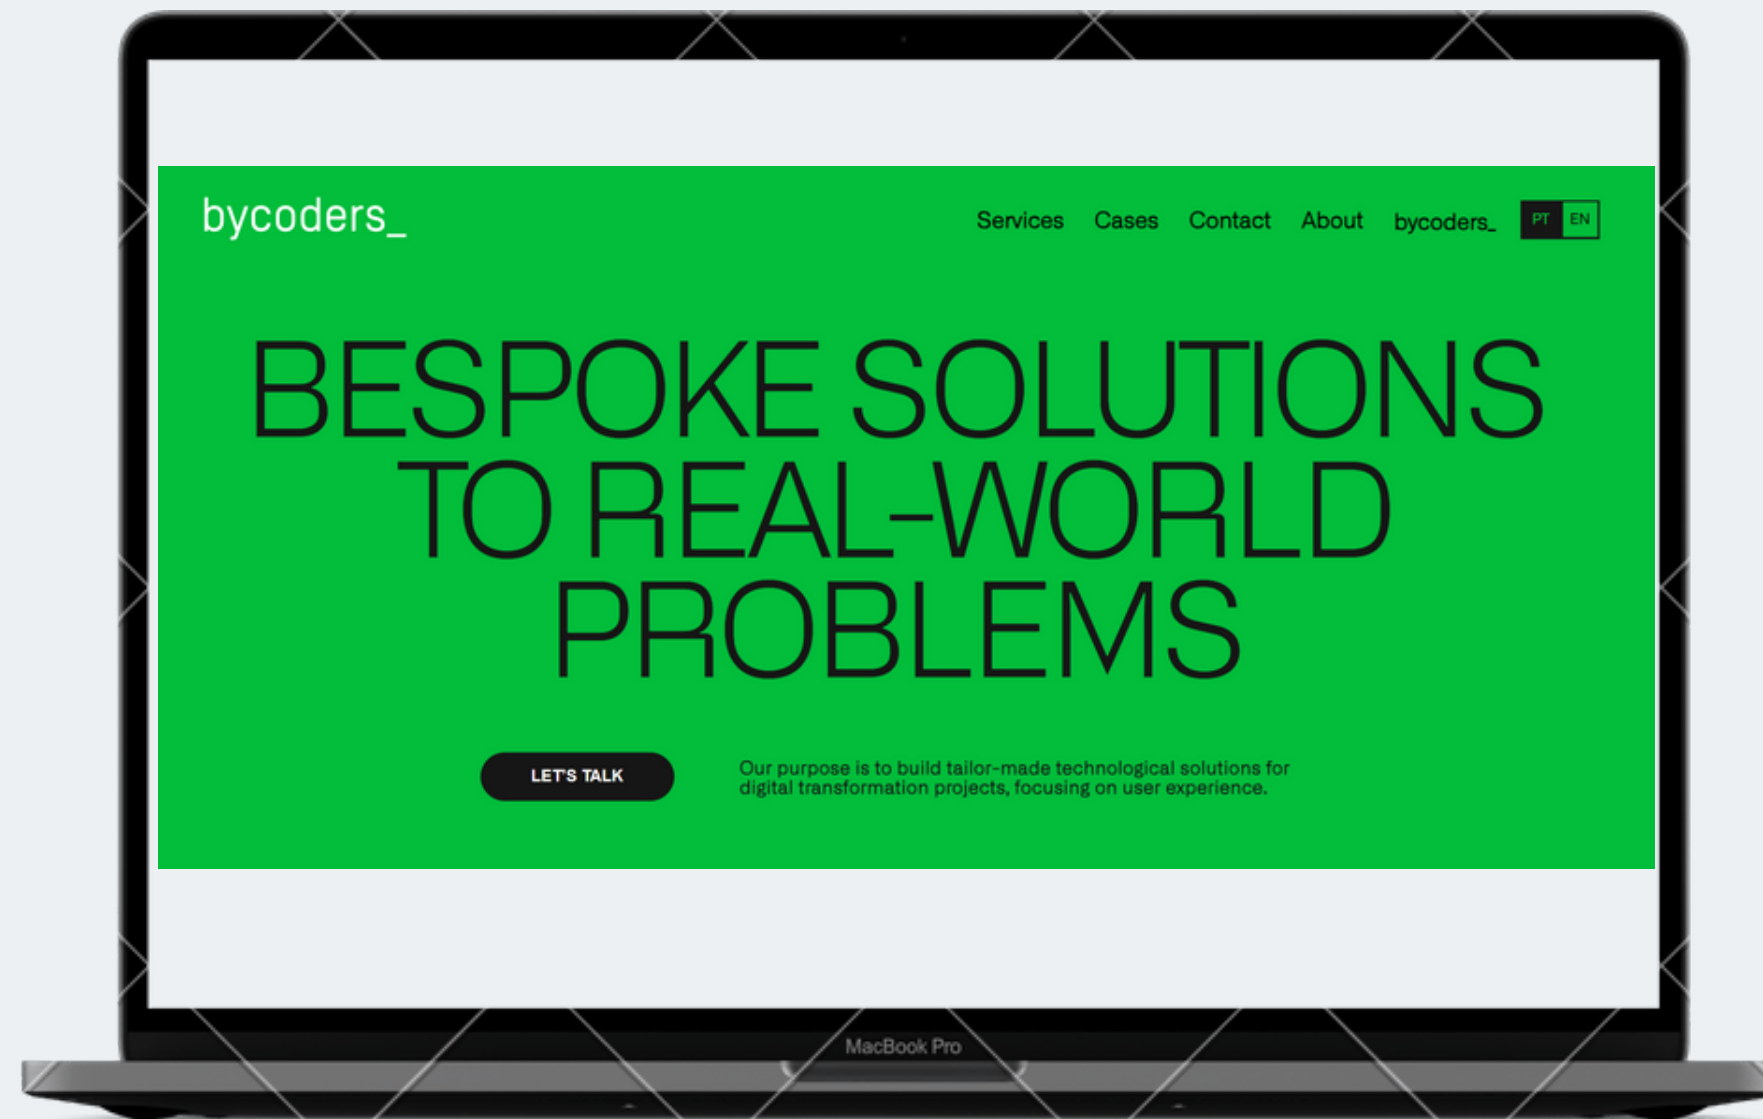 bycoders_
Services Cases Contact About bycoders_ PT EN
BESPOKE SOLUTIONS
TO REAL-WORLD
PROBLEMS
LET'S TALK
Our purpose is to build tailor-made technological solutions for
digital transformation projects, focusing on user experience.
MacBook Pro